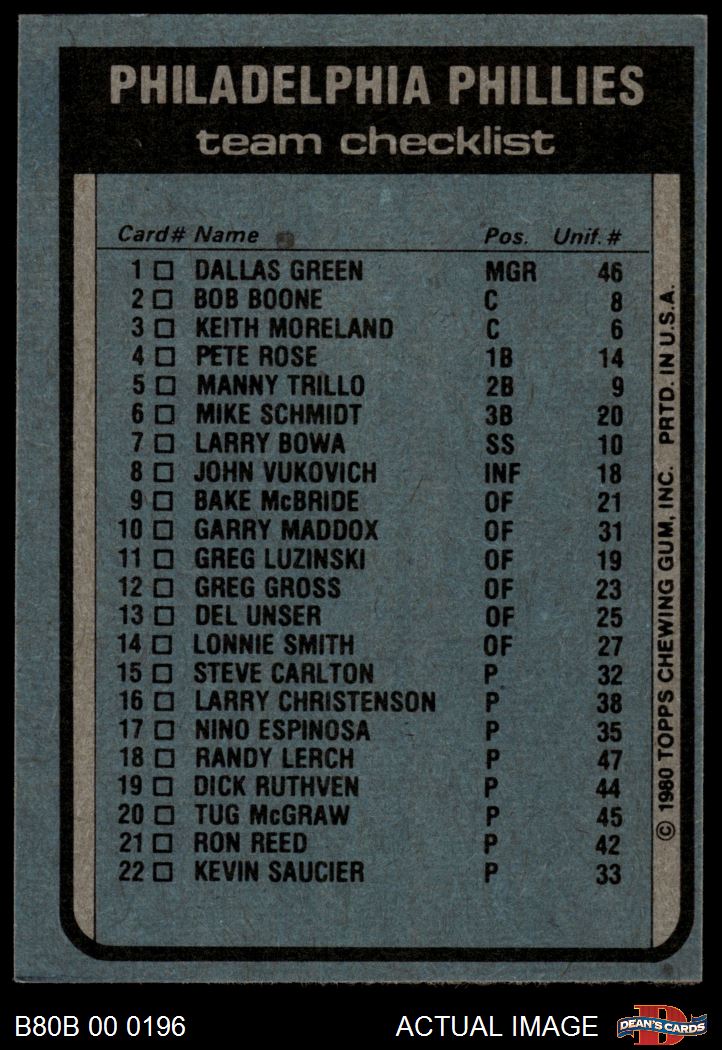 PHILADELPHIA PHILLIES
team checklist
Card# Name Pos. Unif. #
1 DALLAS GREEN MGR 46
2 BOB BOONE C 8
3 KEITH MORELAND C 6
4 PETE ROSE 1B 14
5 MANNY TRILLO 2B 9
6 MIKE SCHMIDT 3B 20
7 LARRY BOWA SS 10
8 JOHN VUKOVICH INF 18
9 BAKE McBRIDE OF 21
10 GARRY MADDOX OF 31
11 GREG LUZINSKI OF 19
12 GREG GROSS OF 23
13 DEL UNSER OF 25
14 LONNIE SMITH OF 27
15 STEVE CARLTON P 32
16 LARRY CHRISTENSON P 38
17 NINO ESPINOSA P 35
18 RANDY LERCH P 47
19 DICK RUTHVEN P 44
20 TUG McGRAW P 45
21 RON REED P 42
22 KEVIN SAUCIER P 33
© 1980 TOPPS CHEWING GUM, INC. PRTD. IN U.S.A.
B80B 00 0196 ACTUAL IMAGE
D
DEAN'S CARDS